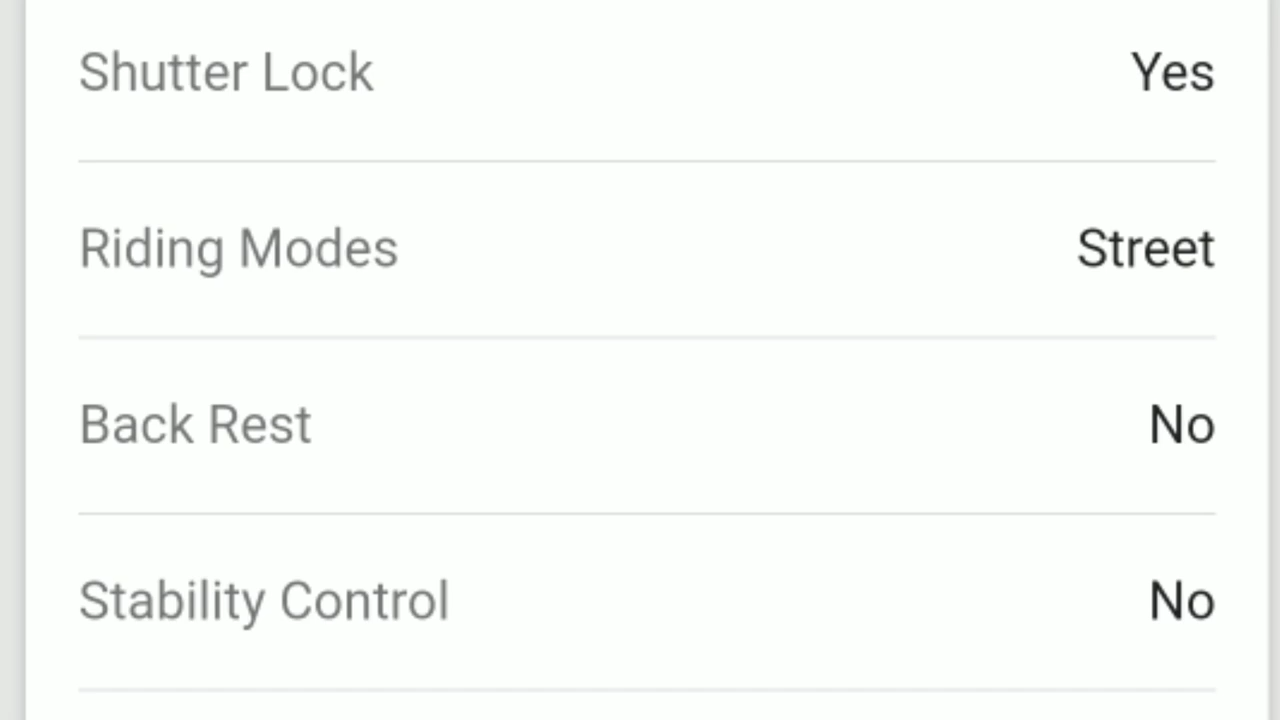 Shutter Lock Yes
Riding Modes Street
Back Rest No
Stability Control No